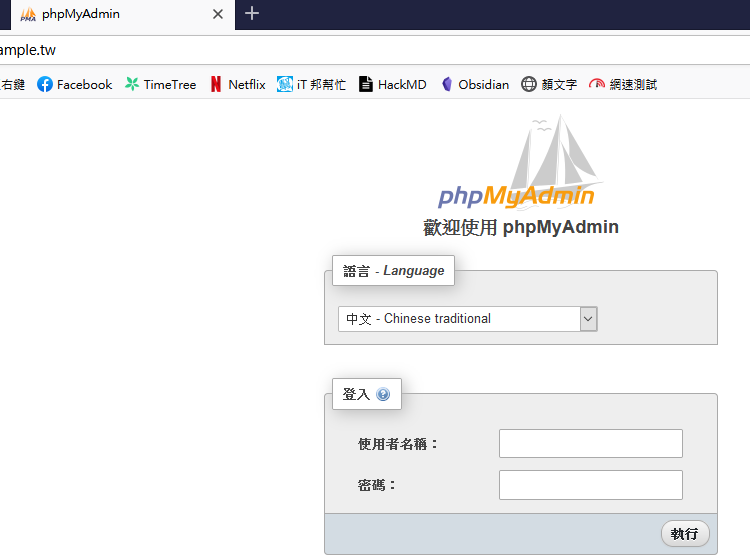 PMA phpMyAdmin
ample.tw
右鍵 Facebook TimeTree Netflix iT 邦幫忙 HackMD Obsidian 顏文字 網速測試
phpMyAdmin
歡迎使用 phpMyAdmin
語言 - Language
中文 - Chinese traditional
登入
使用者名稱：
密碼：
執行